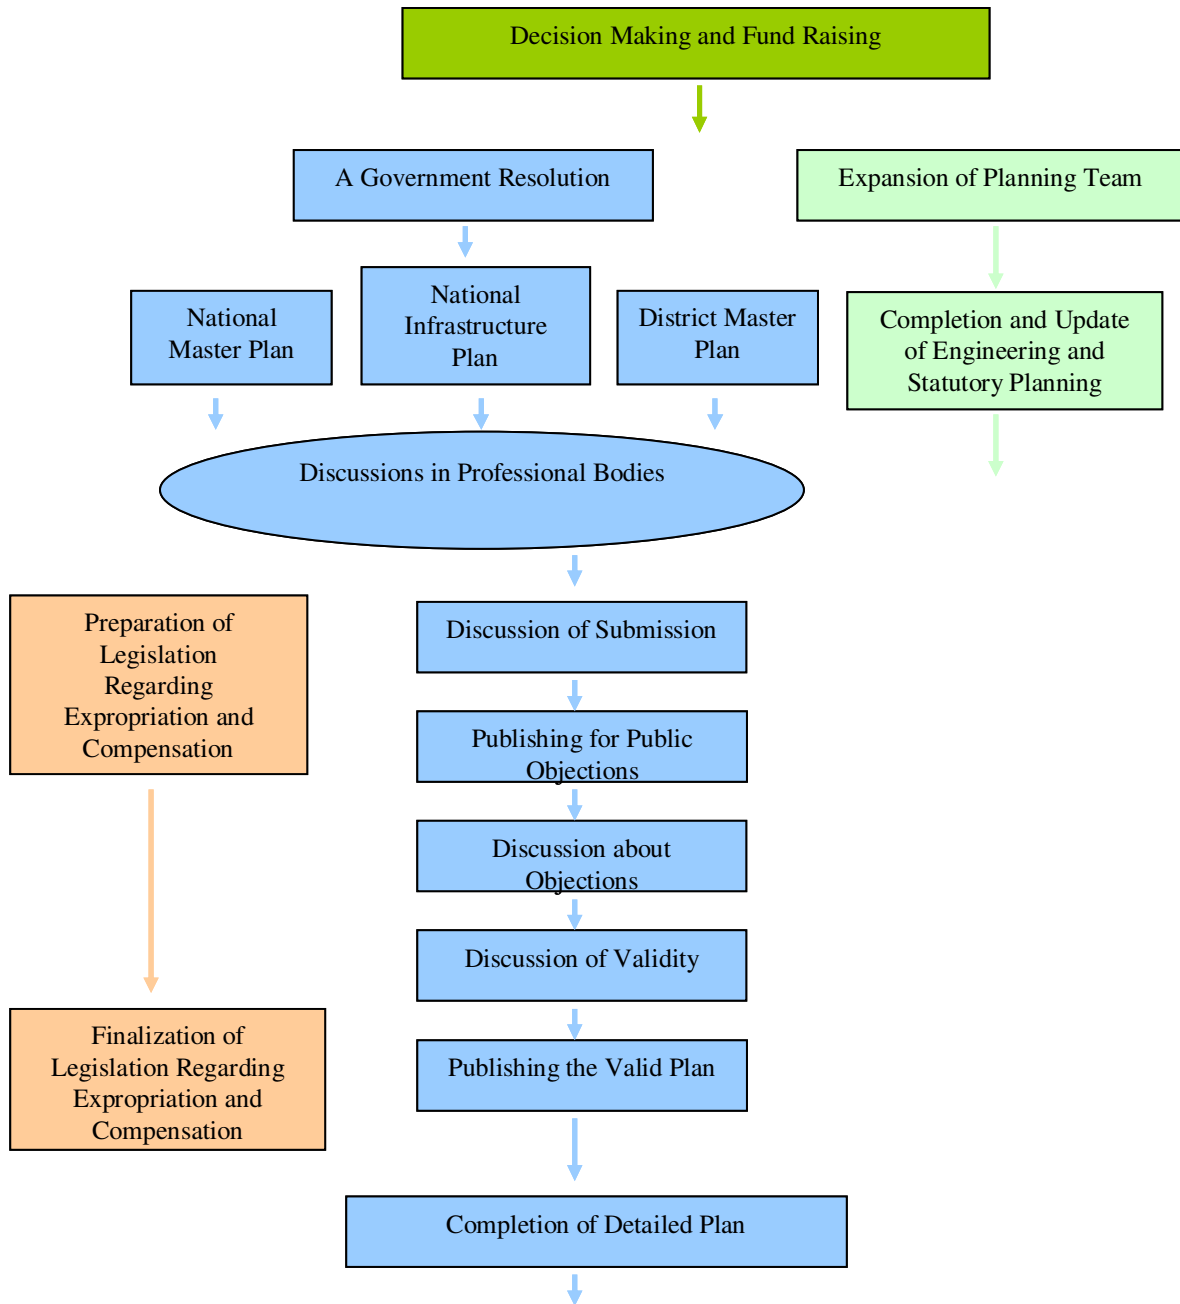 Decision Making and Fund Raising
A Government Resolution
Expansion of Planning Team
National
Master Plan
National
Infrastructure
Plan
District Master
Plan
Completion and Update
of Engineering and
Statutory Planning
Discussions in Professional Bodies
Preparation of
Legislation
Regarding
Expropriation and
Compensation
Discussion of Submission
Publishing for Public
Objections
Discussion about
Objections
Discussion of Validity
Finalization of
Legislation Regarding
Expropriation and
Compensation
Publishing the Valid Plan
Completion of Detailed Plan